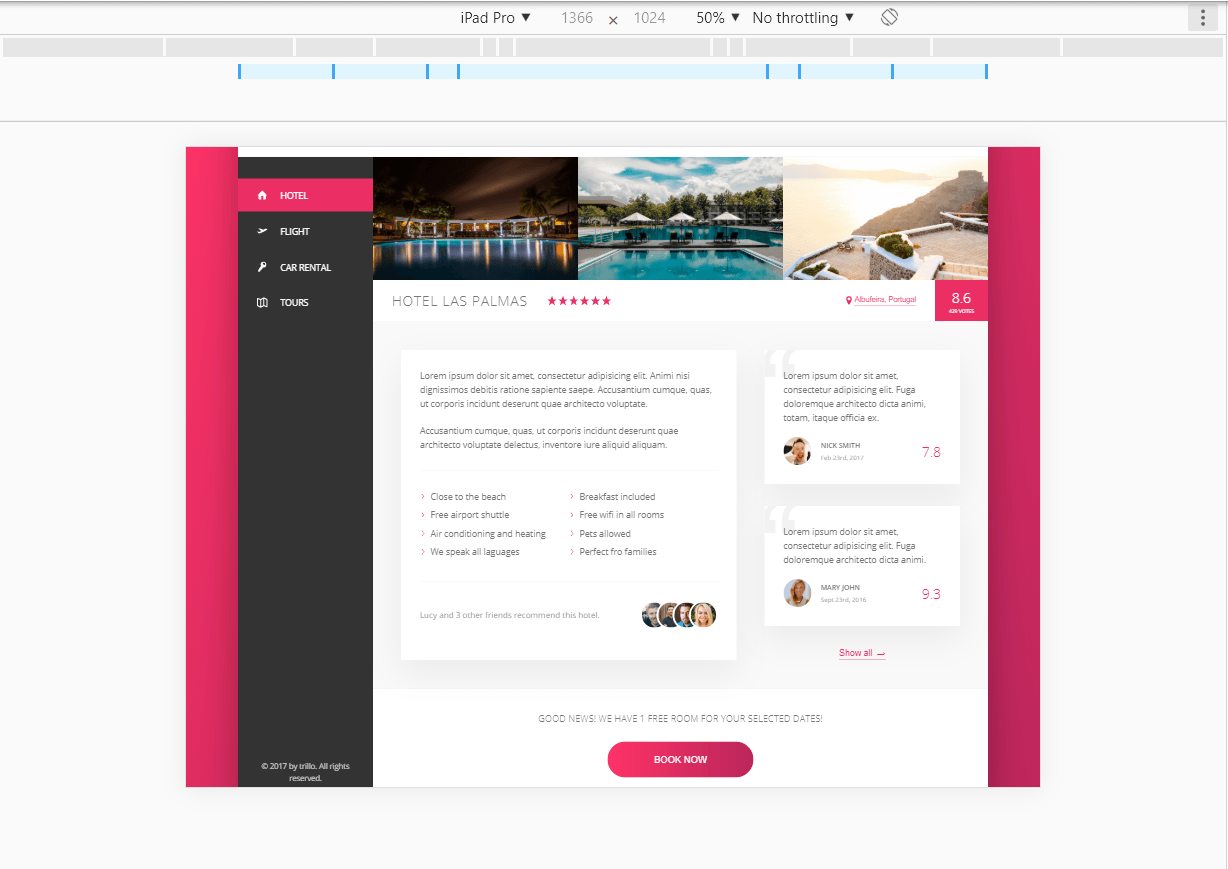 iPad Pro ▼ 1366 × 1024 50% ▼ No throttling ▼
HOTEL
FLIGHT
CAR RENTAL
TOURS
© 2017 by trillo. All rights
reserved.
HOTEL LAS PALMAS
Albufeira, Portugal
8.6
429 VOTES
Lorem ipsum dolor sit amet, consectetur adipisicing elit. Animi nisi
dignissimos debitis ratione sapiente saepe. Accusantium cumque, quas,
ut corporis incidunt deserunt quae architecto voluptate.
Accusantium cumque, quas, ut corporis incidunt deserunt quae
architecto voluptate delectus, inventore iure aliquid aliquam.
› Close to the beach
› Free airport shuttle
› Air conditioning and heating
› We speak all laguages
› Breakfast included
› Free wifi in all rooms
› Pets allowed
› Perfect fro families
Lucy and 3 other friends recommend this hotel.
“
Lorem ipsum dolor sit amet,
consectetur adipisicing elit. Fuga
doloremque architecto dicta animi,
totam, itaque officia ex.
NICK SMITH
Feb 23rd, 2017
7.8
“
Lorem ipsum dolor sit amet,
consectetur adipisicing elit. Fuga
doloremque architecto dicta animi.
MARY JOHN
Sept 23rd, 2016
9.3
Show all →
GOOD NEWS! WE HAVE 1 FREE ROOM FOR YOUR SELECTED DATES!
BOOK NOW